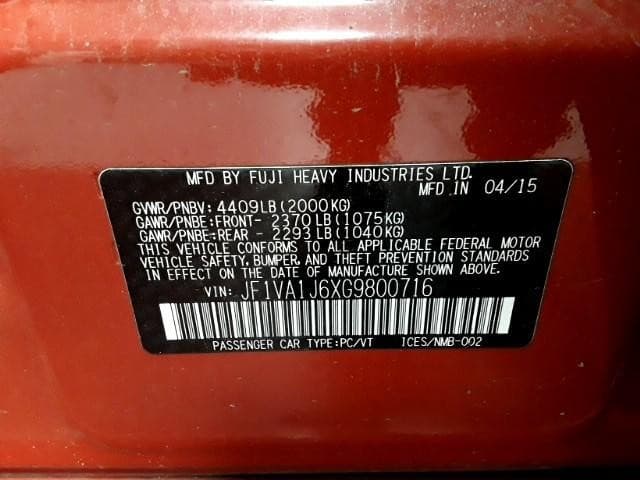 MFD BY FUJI HEAVY INDUSTRIES LTD.
MFD.IN 04/15
GVWR/PNBV: 4409LB(2000KG)
GAWR/PNBE:FRONT- 2370LB(1075KG)
GAWR/PNBE:REAR - 2293LB(1040KG)
THIS VEHICLE CONFORMS TO ALL APPLICABLE FEDERAL MOTOR
VEHICLE SAFETY, BUMPER, AND THEFT PREVENTION STANDARDS
IN EFFECT ON THE DATE OF MANUFACTURE SHOWN ABOVE.
VIN: JF1VA1J6XG9800716
PASSENGER CAR TYPE:PC/VT ICES/NMB-002